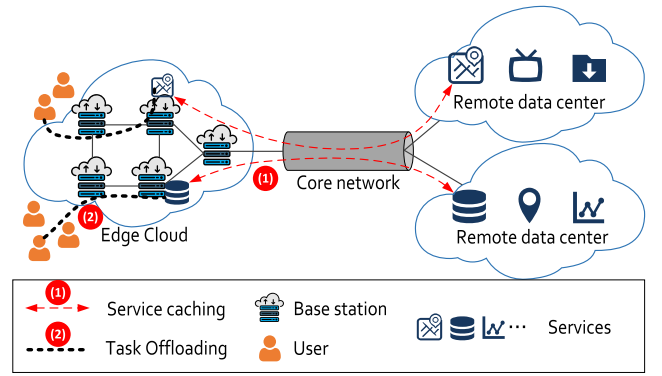 Remote data center
(1)
Core network
Remote data center
(2)
Edge Cloud
(1)
Service caching
Base station
... Services
(2)
Task Offloading
User